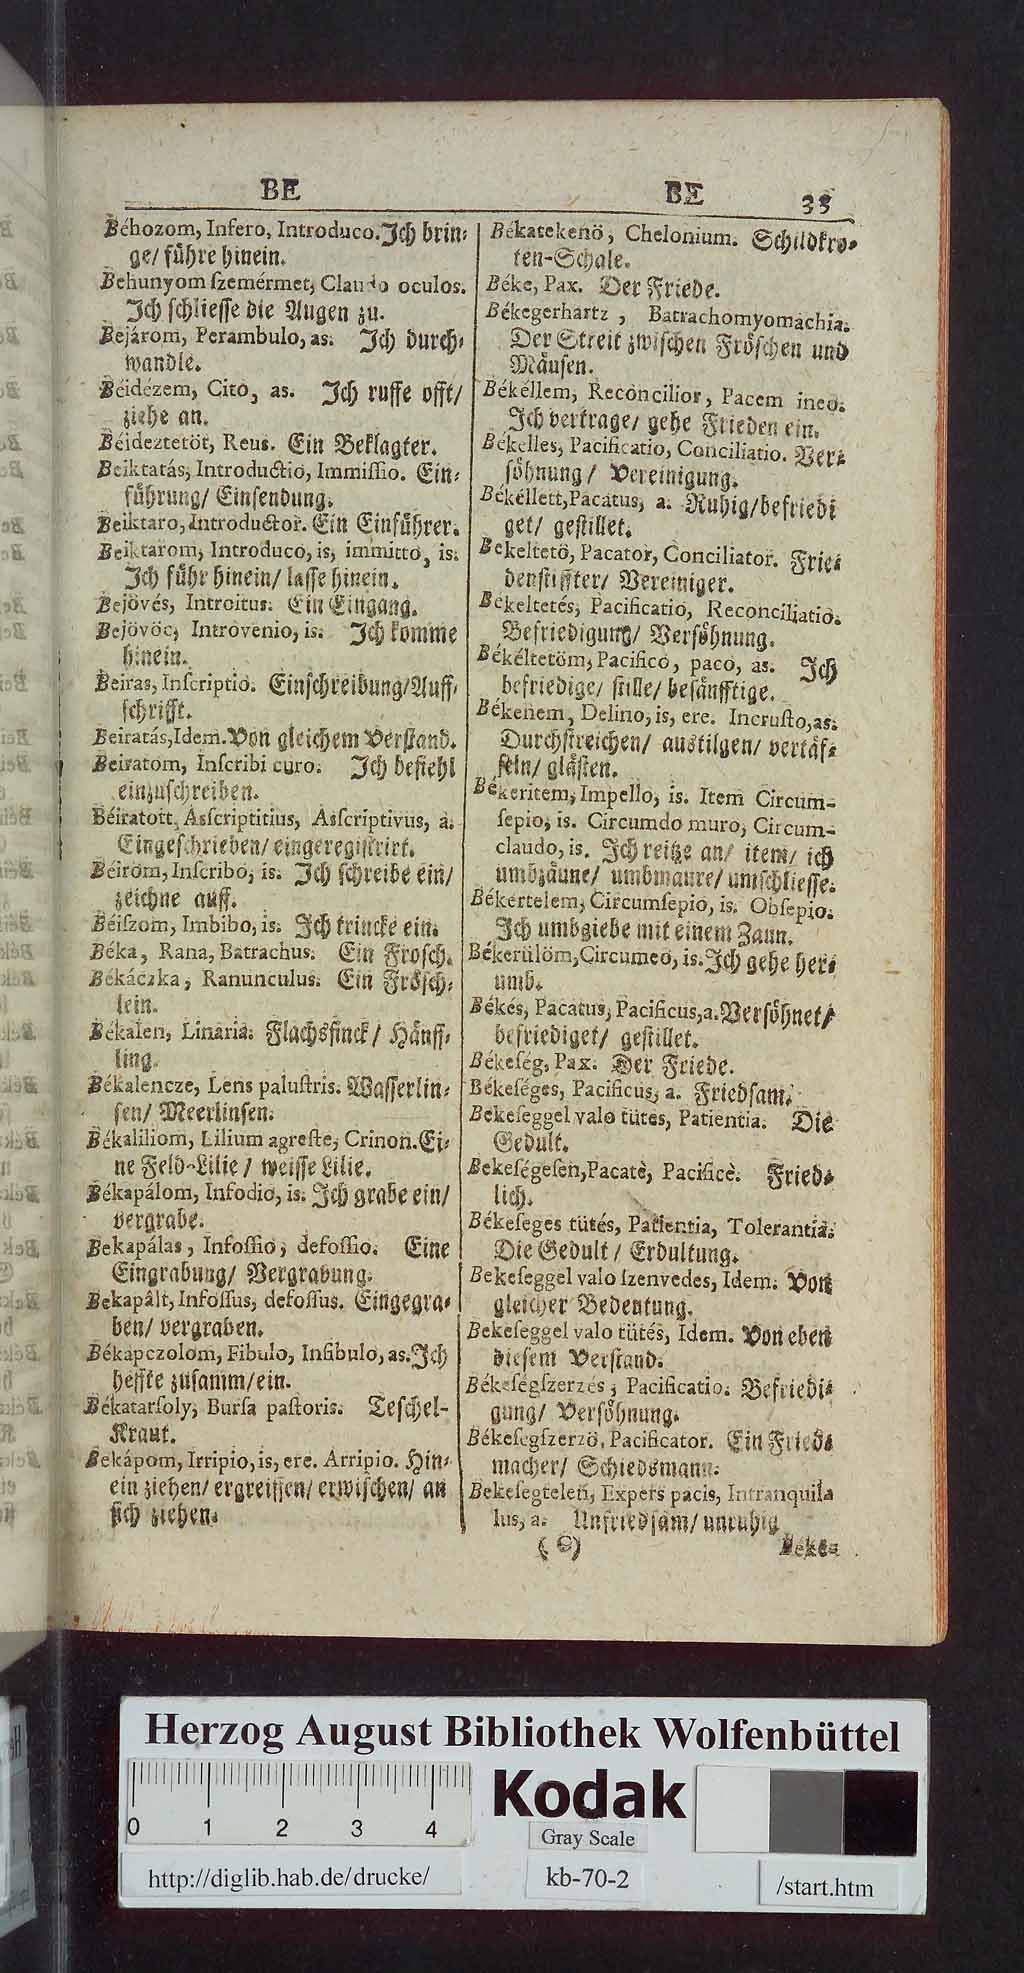 BE
BE 35
Béhozom, Infero, Introduco. Ich brin-
ge/ führe hinein.
Behunyom ſzemérmet, Claudo oculos.
Ich ſchlieſſe die Augen zu.
Bejárom, Perambulo, as. Ich durch-
wandle.
Béidézem, Cito, as. Ich ruffe offt/
ziehe an.
Béideztetöt, Reus. Ein Beklagter.
Beiktatás, Introductio, Immiſſio. Ein-
führung/ Einſendung.
Beiktaro, Introductor. Ein Einführer.
Beiktarom, Introduco, is, immitto, is.
Ich führ hinein/ laſſe hinein.
Bejövés, Introitus. Ein Eingang.
Bejövöc, Introvenio, is. Ich komme
hinein.
Beiras, Inſcriptio. Einſchreibung/ Auff-
ſchrifft.
Beiratás, Idem. Von gleichem Verſtand.
Beiratom, Inſcribi curo. Ich befiehl
einzuſchreiben.
Béiratott, Aſcriptitius, Aſcriptivus, a.
Eingeſchrieben/ eingeregiſtrirt.
Béirom, Inſcribo, is. Ich ſchreibe ein/
zeichne auff.
Béiſzom, Imbibo, is. Ich trincke ein.
Béka, Rana, Batrachus. Ein Froſch.
Békáczka, Ranunculus. Ein Fröſch-
lein.
Békalen, Linaria. Flachsfinck/ Hänff-
ling.
Békalencze, Lens paluſtris. Waſſerlin-
ſen/ Meerlinſen.
Békaliliom, Lilium agreſte, Crinon. Ei-
ne Feld-Lilie/ weiſſe Lilie.
Békapálom, Infodio, is. Ich grabe ein/
vergrabe.
Bekapálas, Infoſſio, defoſſio. Eine
Eingrabung/ Vergrabung.
Bekapált, Infoſſus, defoſſus. Eingegra-
ben/ vergraben.
Békapczolom, Fibulo, Infibulo, as. Ich
heffte zuſamm/ ein.
Békatarſoly, Burſa paſtoris. Teſchel-
Kraut.
Bekápom, Irripio, is, ere. Arripio. Hin-
ein ziehen/ ergreiffen/ erwiſchen/ an
ſich ziehen.
Békatekenö, Chelonium. Schildkro-
ten-Schale.
Béke, Pax. Der Friede.
Békegerhartz, Batrachomyomachia.
Der Streit zwiſchen Fröſchen und
Mäuſen.
Békéllem, Reconcilior, Pacem ineo.
Ich vertrage/ gehe Frieden ein.
Békelles, Pacificatio, Conciliatio. Ver-
ſöhnung/ Vereinigung.
Békéllett, Pacatus, a. Ruhig/ befriedi
get/ geſtillet.
Bekeltetö, Pacator, Conciliator. Frie-
denſtiffter/ Vereiniger.
Békeltetés, Pacificatio, Reconciliatio.
Befriedigung/ Verſöhnung.
Békéltetöm, Pacifico, paco, as. Ich
befriedige/ ſtille/ beſänfftige.
Békenem, Delino, is, ere. Incruſto, as.
Durchſtreichen/ austilgen/ vertäf-
feln/ gläſten.
Békeritem, Impello, is. Item Circum-
ſepio, is. Circumdo muro, Circum-
claudo, is. Ich reitze an/ item/ ich
umbzäune/ umbmaure/ umſchlieſſe.
Békertelem, Circumſepio, is. Obſepio.
Ich umbgiebe mit einem Zaun.
Békerülöm, Circumeo, is. Ich gehe her-
umb.
Békés, Pacatus, Pacificus, a. Verſöhnet/
befriediget/ geſtillet.
Békeſég, Pax. Der Friede.
Békeſéges, Pacificus, a. Friedſam.
Bekeſeggel valo tütes, Patientia. Die
Gedult.
Bekeſégeſen, Pacatè, Pacificè. Fried-
lich.
Békeſeges tütés, Patientia, Tolerantia.
Die Gedult/ Erdultung.
Bekeſeggel valo ſzenvedes, Idem. Von
gleicher Bedeutung.
Bekeſeggel valo tütés, Idem. Von eben
dieſem Verſtand.
Békeſégſzerzés, Pacificatio. Befriedi-
gung/ Verſöhnung.
Békeſegſzerzö, Pacificator. Ein Fried-
macher/ Schiedsmann.
Bekeſegtelen, Expers pacis, Intranquil-
lus, a. Unfriedſam/ unruhig
( )
Békes
Herzog August Bibliothek Wolfenbüttel
0 1 2 3 4
Kodak
Gray Scale
http://diglib.hab.de/drucke/
kb-70-2
/start.htm